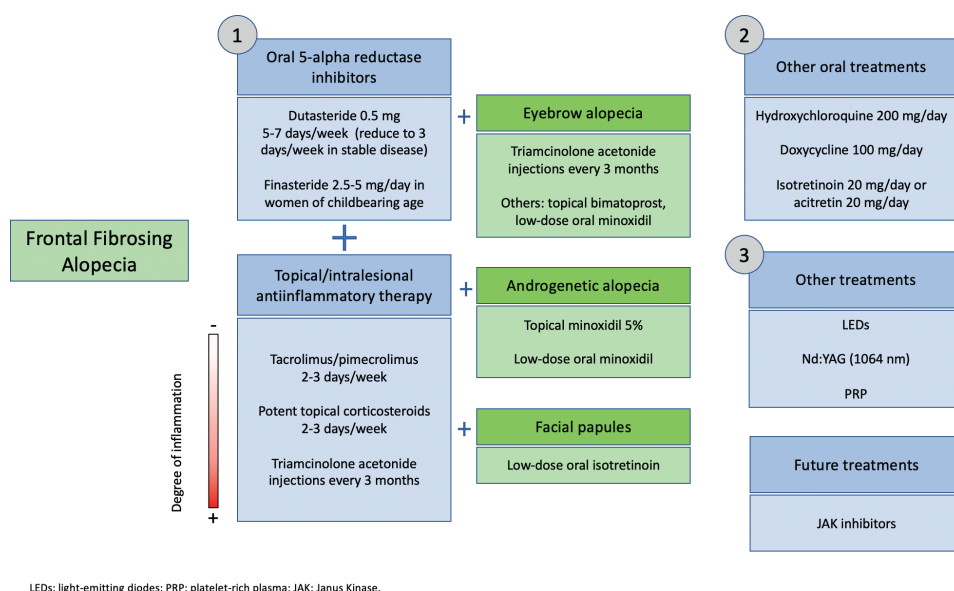 1
Oral 5-alpha reductase
inhibitors
Dutasteride 0.5 mg
5-7 days/week (reduce to 3
days/week in stable disease)
Finasteride 2.5-5 mg/day in
women of childbearing age
+
Eyebrow alopecia
Triamcinolone acetonide
injections every 3 months
Others: topical bimatoprost,
low-dose oral minoxidil
Frontal Fibrosing
Alopecia
+
Topical/intralesional
antiinflammatory therapy
Tacrolimus/pimecrolimus
2-3 days/week
Potent topical corticosteroids
2-3 days/week
Triamcinolone acetonide
injections every 3 months
-
Degree of inflammation
+
+
Androgenetic alopecia
Topical minoxidil 5%
Low-dose oral minoxidil
+
Facial papules
Low-dose oral isotretinoin
2
Other oral treatments
Hydroxychloroquine 200 mg/day
Doxycycline 100 mg/day
Isotretinoin 20 mg/day or
acitretin 20 mg/day
3
Other treatments
LEDs
Nd:YAG (1064 nm)
PRP
Future treatments
JAK inhibitors
LEDs: light-emitting diodes; PRP: platelet-rich plasma; JAK: Janus Kinase.